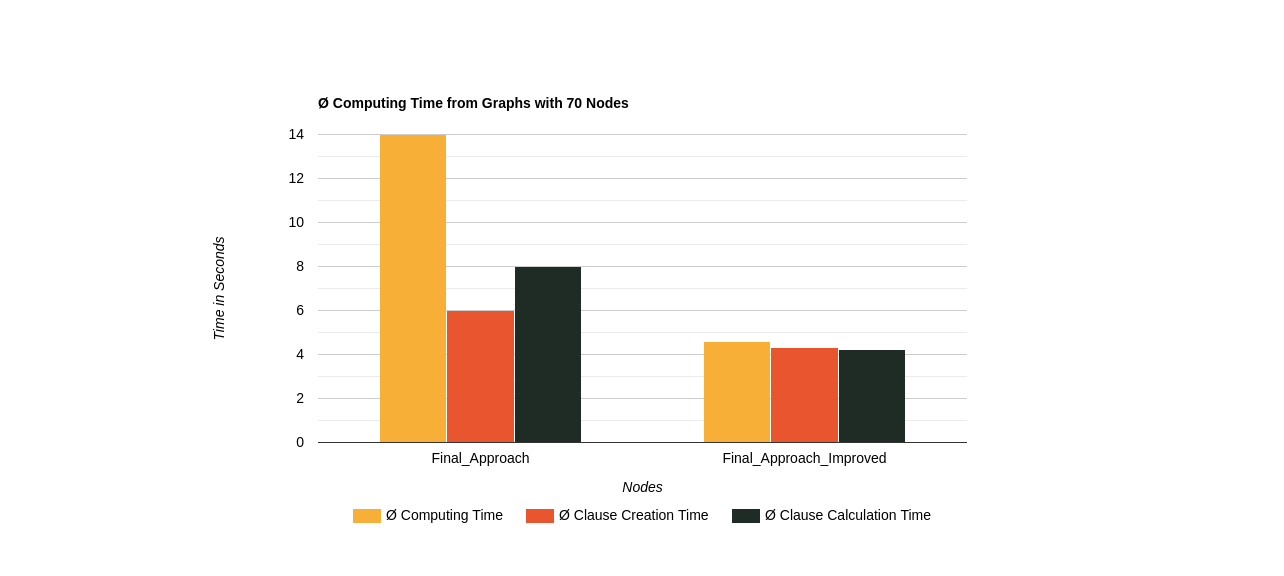 Ø Computing Time from Graphs with 70 Nodes
14
12
10
8
6
4
2
0
Time in Seconds
Final_Approach
Final_Approach_Improved
Nodes
Ø Computing Time
Ø Clause Creation Time
Ø Clause Calculation Time